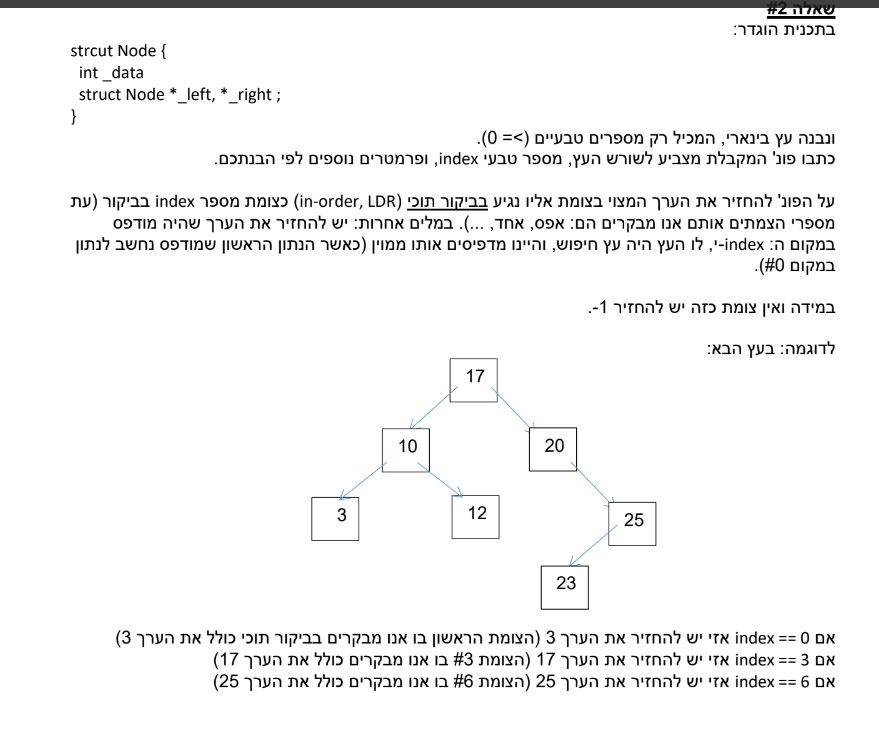 שאלה 2#
בתכנית הוגדר:
strcut Node {
int _data
struct Node *_left, *_right ;
}
ונבנה עץ בינארי, המכיל רק מספרים טבעיים (>= 0).
כתבו פונ' המקבלת מצביע לשורש העץ, מספר טבעי index, ופרמטרים נוספים לפי הבנתכם.
על הפונ' להחזיר את הערך המצוי בצומת אליו נגיע בביקור תוכי (in-order, LDR) כצומת מספר index בביקור (עת
מספרי הצמתים אותם אנו מבקרים הם: אפס, אחד, ...). במלים אחרות: יש להחזיר את הערך שהיה מודפס
במקום ה: index-י, לו העץ היה עץ חיפוש, והיינו מדפיסים אותו ממוין (כאשר הנתון הראשון שמודפס נחשב לנתון
במקום 0#).
במידה ואין צומת כזה יש להחזיר 1-.
לדוגמה: בעץ הבא:
17
10 20
3 12 25
23
אם index == 0 אזי יש להחזיר את הערך 3 (הצומת הראשון בו אנו מבקרים בביקור תוכי כולל את הערך 3)
אם index == 3 אזי יש להחזיר את הערך 17 (הצומת 3# בו אנו מבקרים כולל את הערך 17)
אם index == 6 אזי יש להחזיר את הערך 25 (הצומת 6# בו אנו מבקרים כולל את הערך 25)